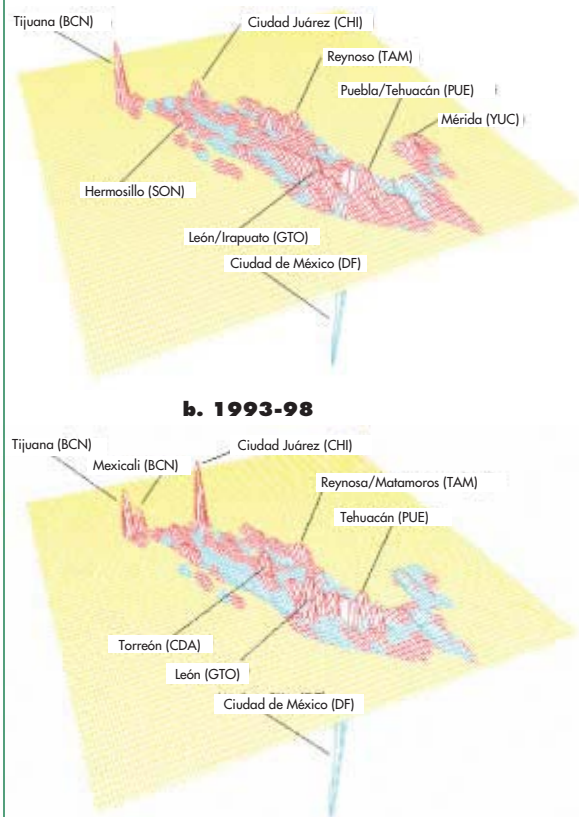 Tijuana (BCN)
Ciudad Juárez (CHI)
Reynoso (TAM)
Puebla/Tehuacán (PUE)
Mérida (YUC)
Hermosillo (SON)
León/Irapuato (GTO)
Ciudad de México (DF)
b. 1993-98
Tijuana (BCN)
Ciudad Juárez (CHI)
Mexicali (BCN)
Reynosa/Matamoros (TAM)
Tehuacán (PUE)
Torreón (CDA)
León (GTO)
Ciudad de México (DF)